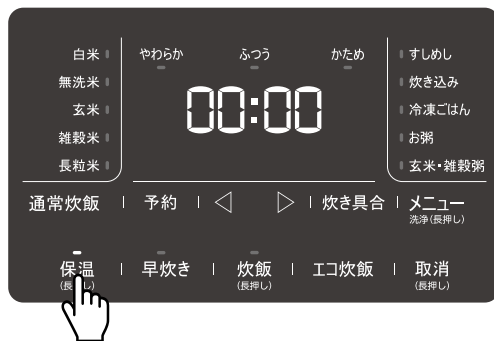 白米
無洗米
玄米
雑穀米
長粒米
やわらか ふつう かため
00:00
すしめし
炊き込み
冷凍ごはん
お粥
玄米・雑穀粥
通常炊飯 予約 ◁ ▷ 炊き具合 メニュー
洗浄(長押し)
保温 早炊き 炊飯 エコ炊飯 取消
(長 し) (長押し) (長押し)